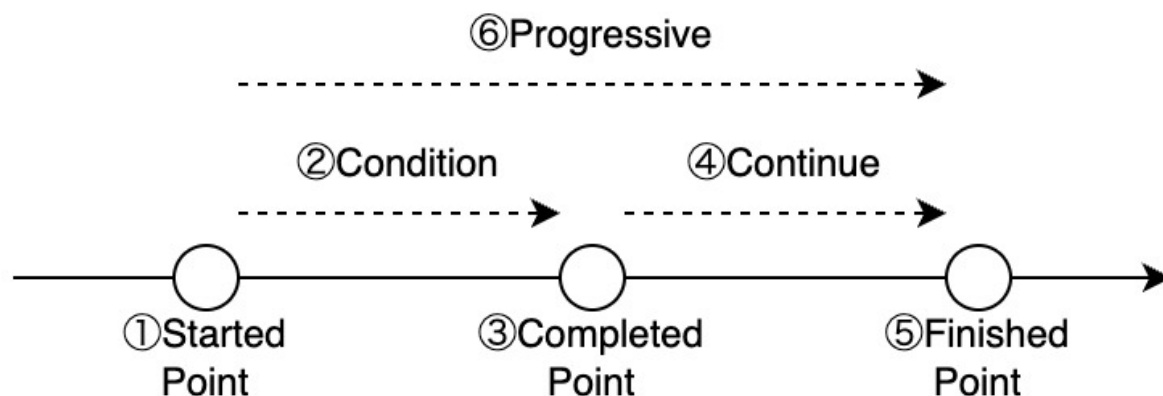 ⑥Progressive
②Condition
④Continue
①Started
Point
③Completed
Point
⑤Finished
Point